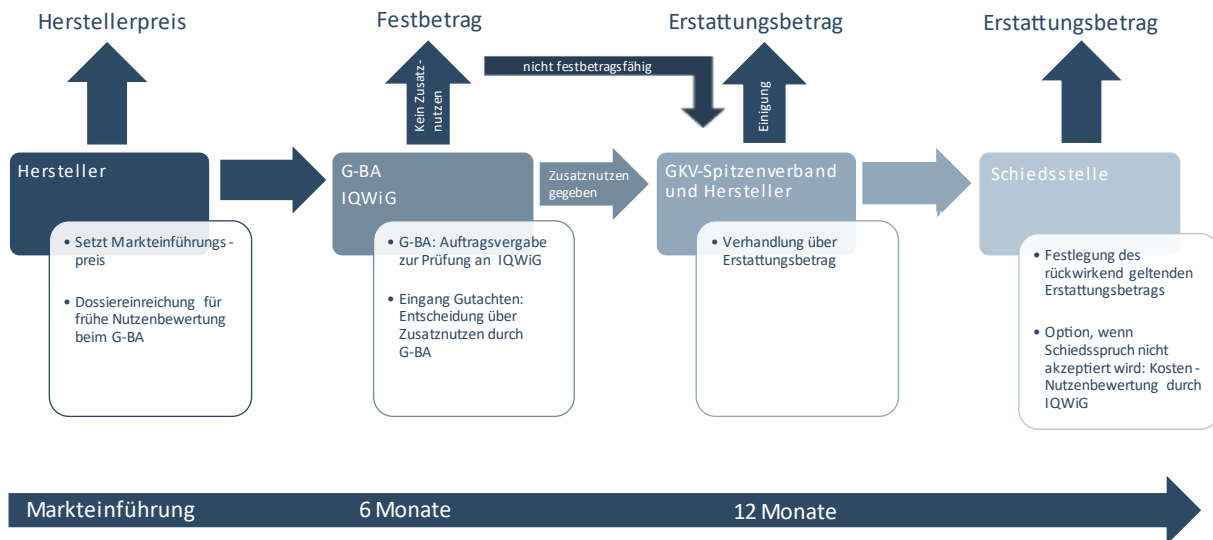 Herstellerpreis
Festbetrag
Erstattungsbetrag
Erstattungsbetrag
nicht festbetragsfähig
Kein Zusatz-
nutzen
Einigung
Hersteller
G-BA
IQWiG
Zusatznutzen
gegeben
GKV-Spitzenverband
und Hersteller
Schiedsstelle
• Setzt Markteinführungs-
preis
• Dossiereinreichung für
frühe Nutzenbewertung
beim G-BA
• G-BA: Auftragsvergabe
zur Prüfung an IQWiG
• Eingang Gutachten:
Entscheidung über
Zusatznutzen durch
G-BA
• Verhandlung über
Erstattungsbetrag
• Festlegung des
rückwirkend geltenden
Erstattungsbetrags
• Option, wenn
Schiedsspruch nicht
akzeptiert wird: Kosten-
Nutzenbewertung durch
IQWiG
Markteinführung
6 Monate
12 Monate